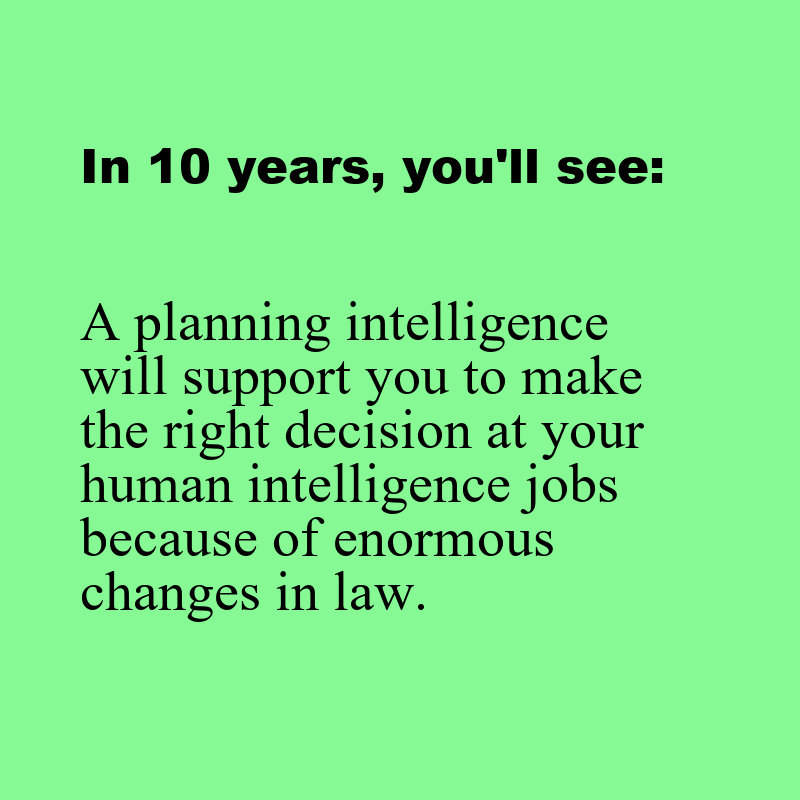 In 10 years, you'll see:
A planning intelligence
will support you to make
the right decision at your
human intelligence jobs
because of enormous
changes in law.